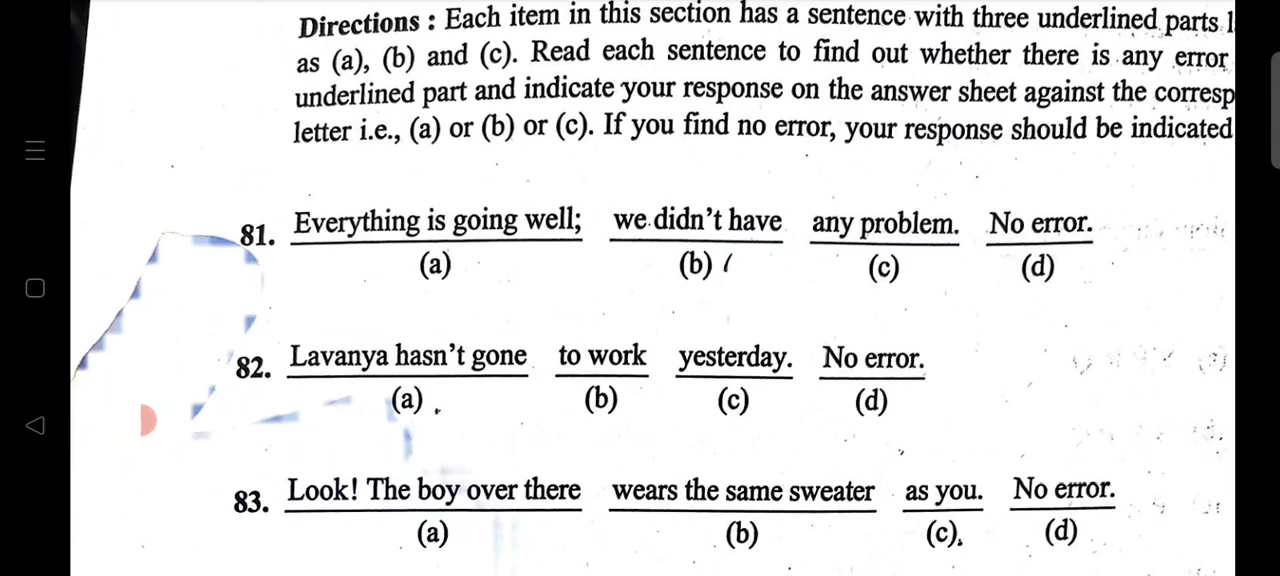 Directions : Each item in this section has a sentence with three underlined parts
as (a), (b) and (c). Read each sentence to find out whether there is any error
underlined part and indicate your response on the answer sheet against the corresp
letter i.e., (a) or (b) or (c). If you find no error, your response should be indicated
81. Everything is going well; we didn't have any problem. No error.
(a) (b) (c) (d)
82. Lavanya hasn't gone to work yesterday. No error.
(a) (b) (c) (d)
83. Look! The boy over there wears the same sweater as you. No error.
(a) (b) (c). (d)